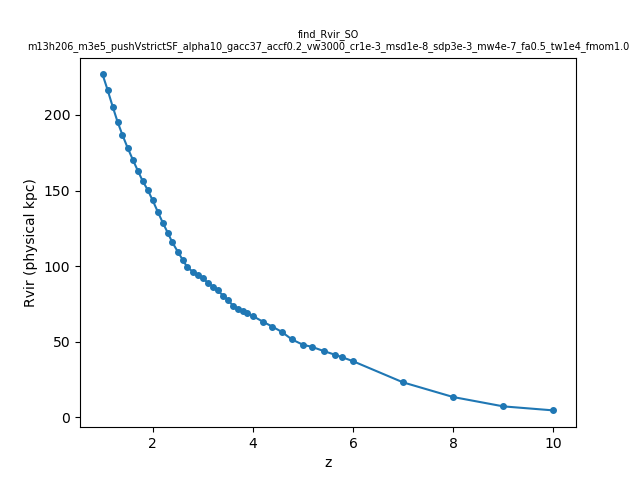 find_Rvir_SO
m13h206_m3e5_pushVstrictSF_alpha10_gacc37_accf0.2_vw3000_cr1e-3_msd1e-8_sdp3e-3_mw4e-7_fa0.5_tw1e4_fmom1.0
200
150
100
50
0
Rvir (physical kpc)
2 4 6 8 10
z